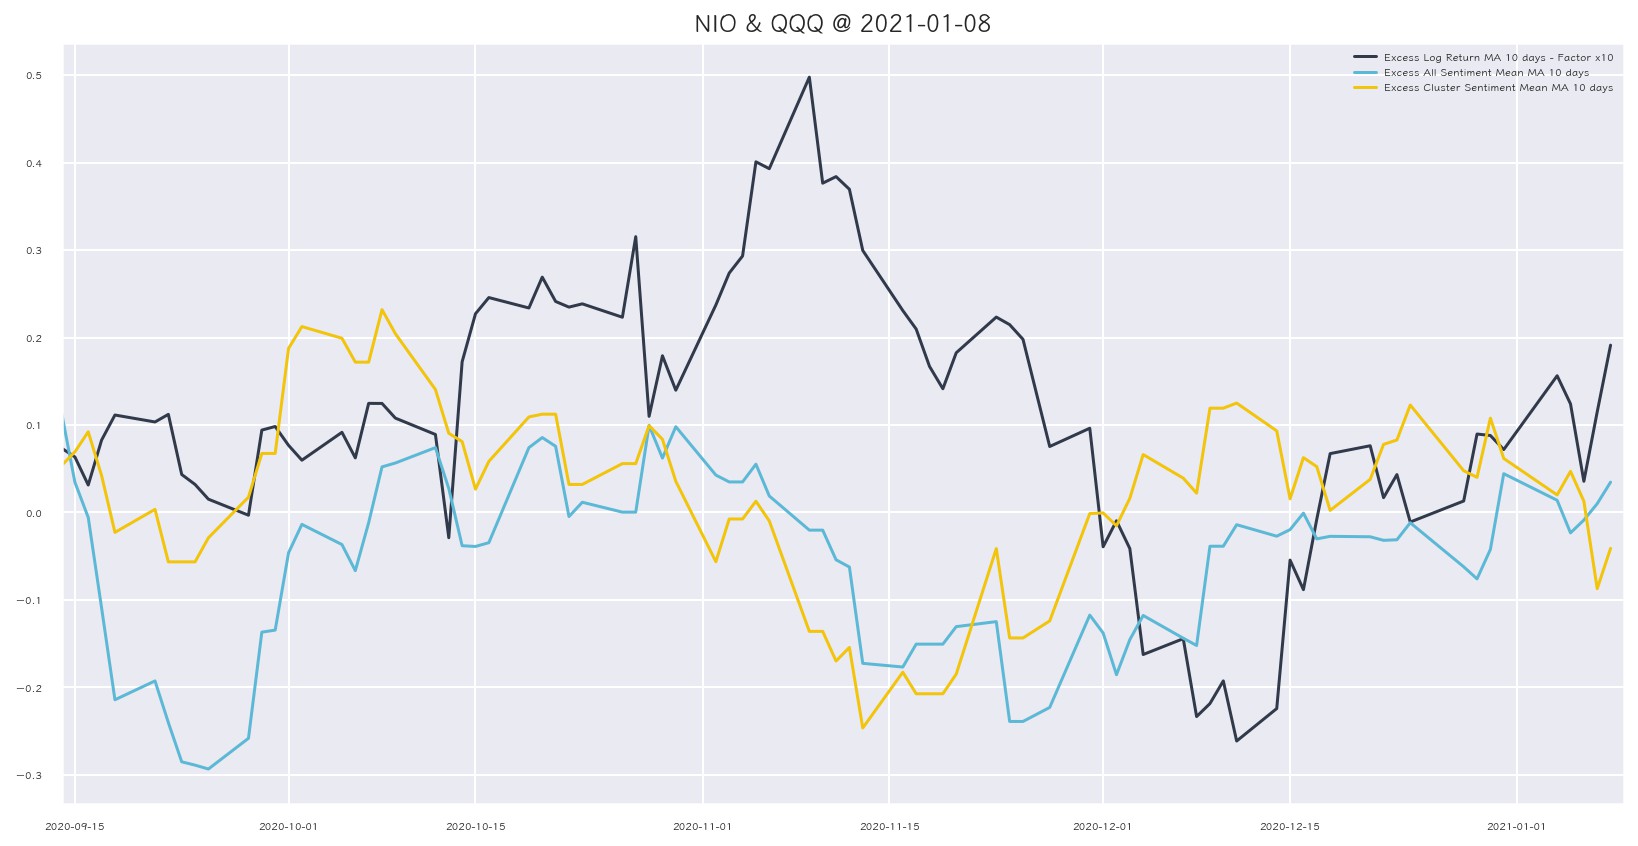 NIO & QQQ @ 2021-01-08
Excess Log Return MA 10 days - Factor x10
Excess All Sentiment Mean MA 10 days
Excess Cluster Sentiment Mean MA 10 days
0.5
0.4
0.3
0.2
0.1
0.0
−0.1
−0.2
−0.3
2020-09-15 2020-10-01 2020-10-15 2020-11-01 2020-11-15 2020-12-01 2020-12-15 2021-01-01